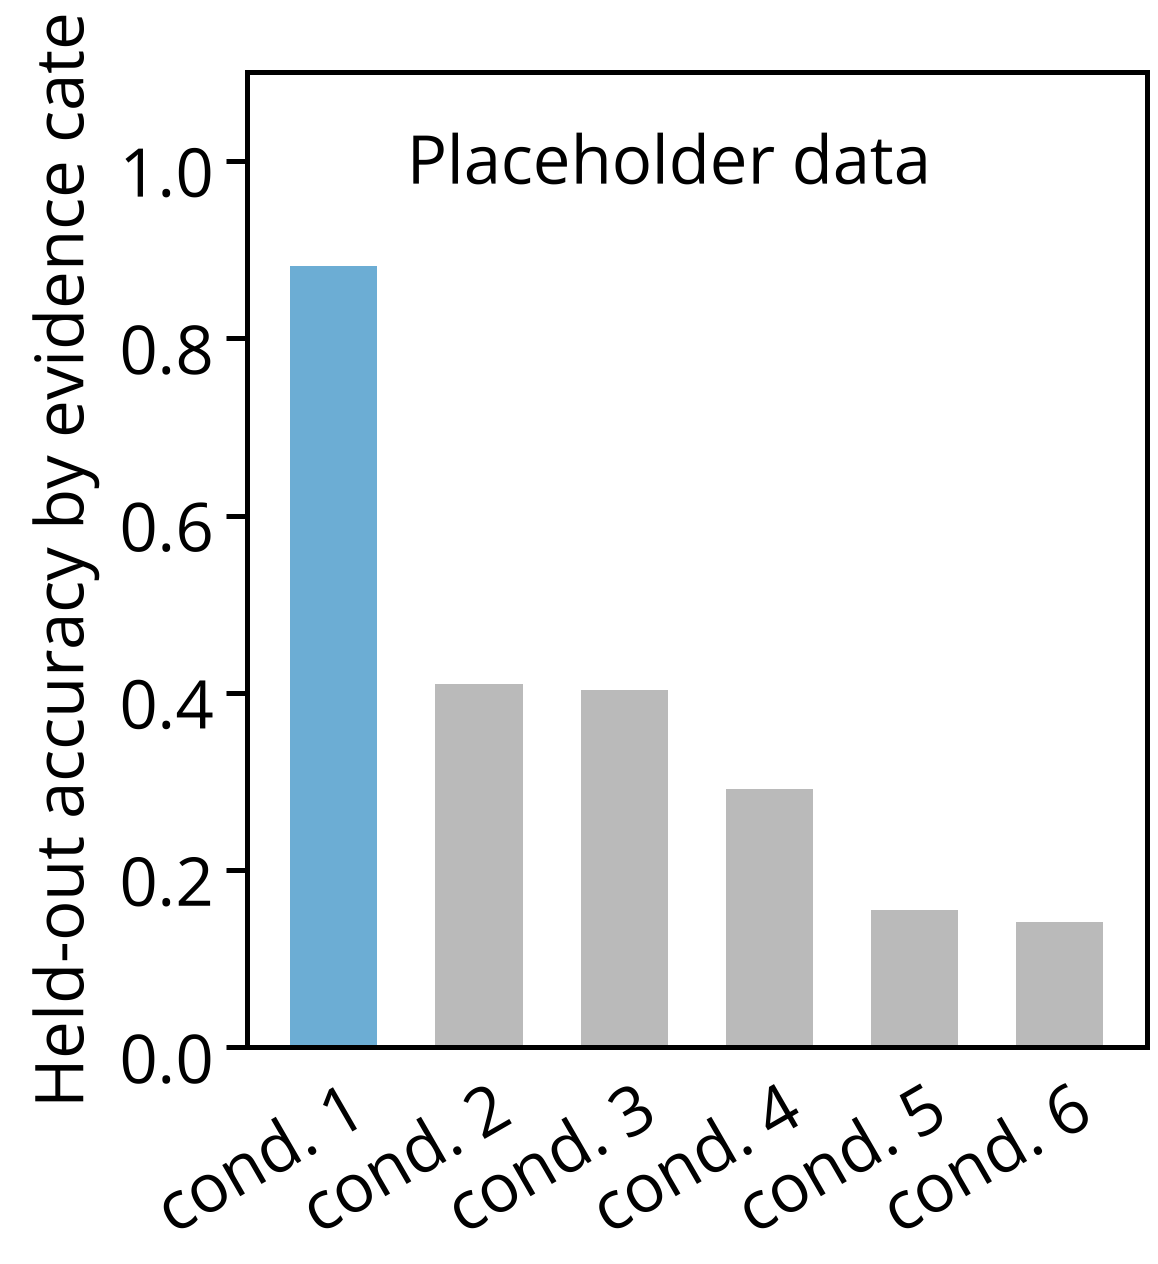 Held-out accuracy by evidence cate
Placeholder data
1.0
0.8
0.6
0.4
0.2
0.0
cond. 1
cond. 2
cond. 3
cond. 4
cond. 5
cond. 6